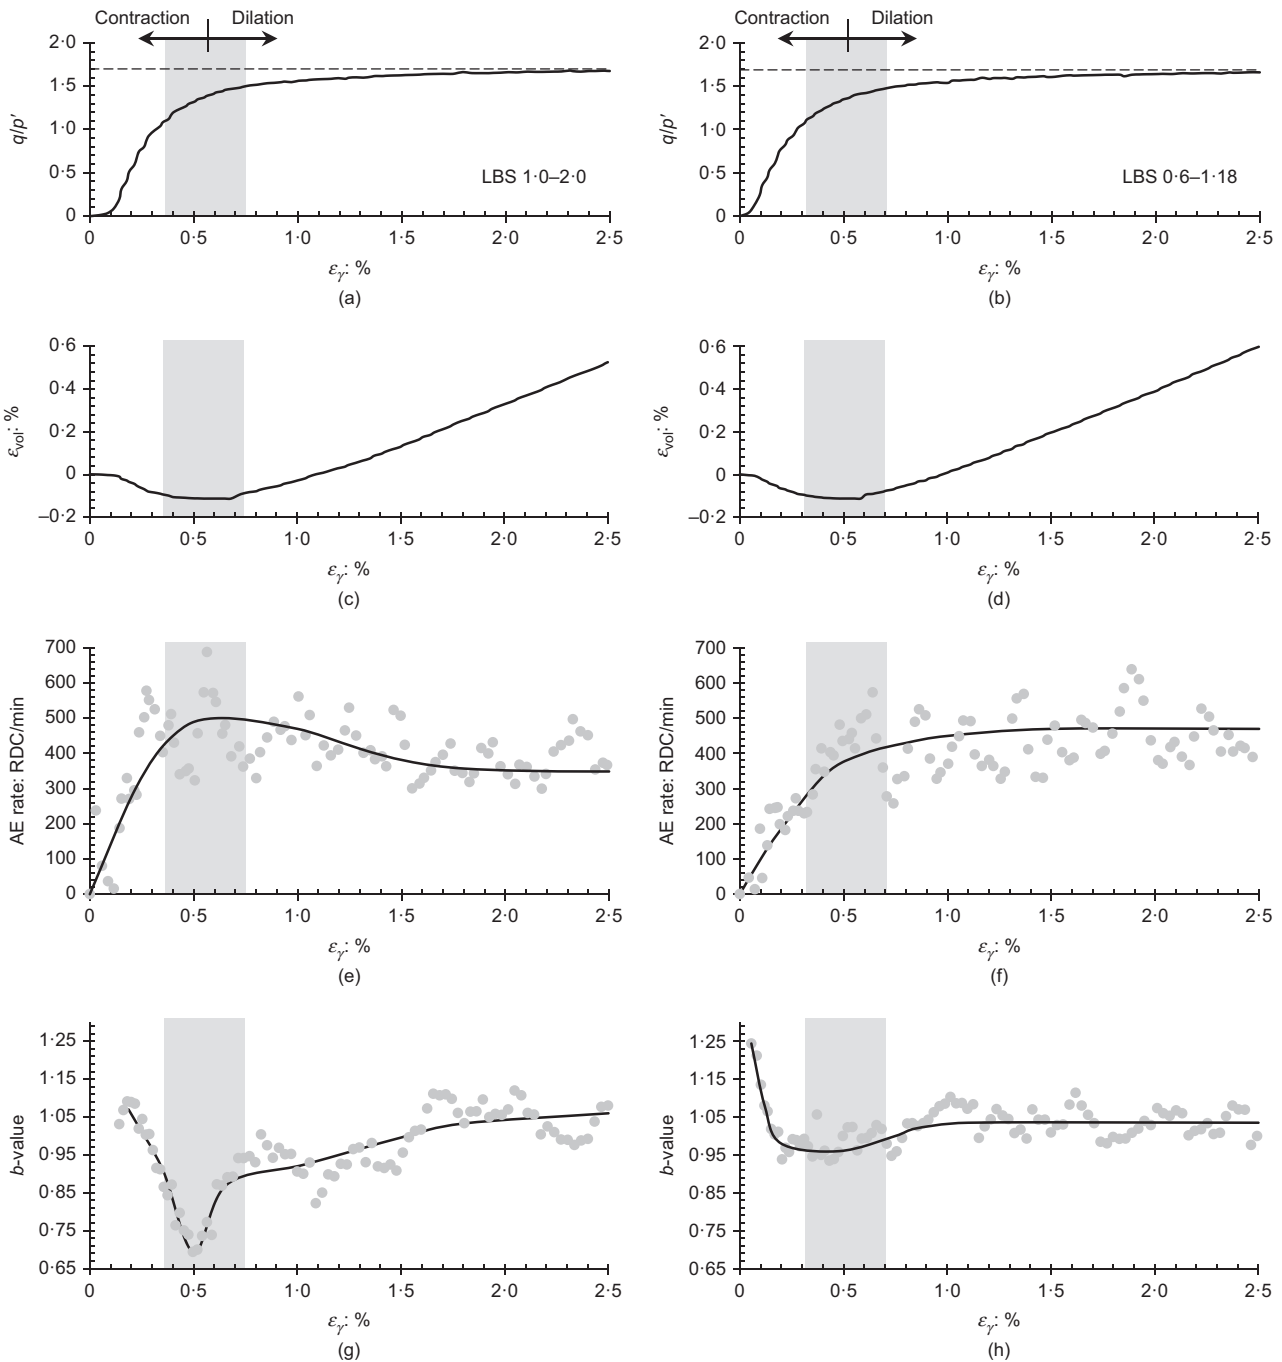 Contraction Dilation
2·0
1·5
1·0
0·5
0
q/p′
LBS 1·0–2·0
0 0·5 1·0 1·5 2·0 2·5
εγ: %
(a)
Contraction Dilation
2·0
1·5
1·0
0·5
0
q/p′
LBS 0·6–1·18
0 0·5 1·0 1·5 2·0 2·5
εγ: %
(b)
0·6
0·4
0·2
0
–0·2
εvol: %
0 0·5 1·0 1·5 2·0 2·5
εγ: %
(c)
0·6
0·4
0·2
0
–0·2
εvol: %
0 0·5 1·0 1·5 2·0 2·5
εγ: %
(d)
700
600
500
400
300
200
100
0
AE rate: RDC/min
0 0·5 1·0 1·5 2·0 2·5
εγ: %
(e)
700
600
500
400
300
200
100
0
AE rate: RDC/min
0 0·5 1·0 1·5 2·0 2·5
εγ: %
(f)
1·25
1·15
1·05
0·95
0·85
0·75
0·65
b-value
0 0·5 1·0 1·5 2·0 2·5
εγ: %
(g)
1·25
1·15
1·05
0·95
0·85
0·75
0·65
b-value
0 0·5 1·0 1·5 2·0 2·5
εγ: %
(h)